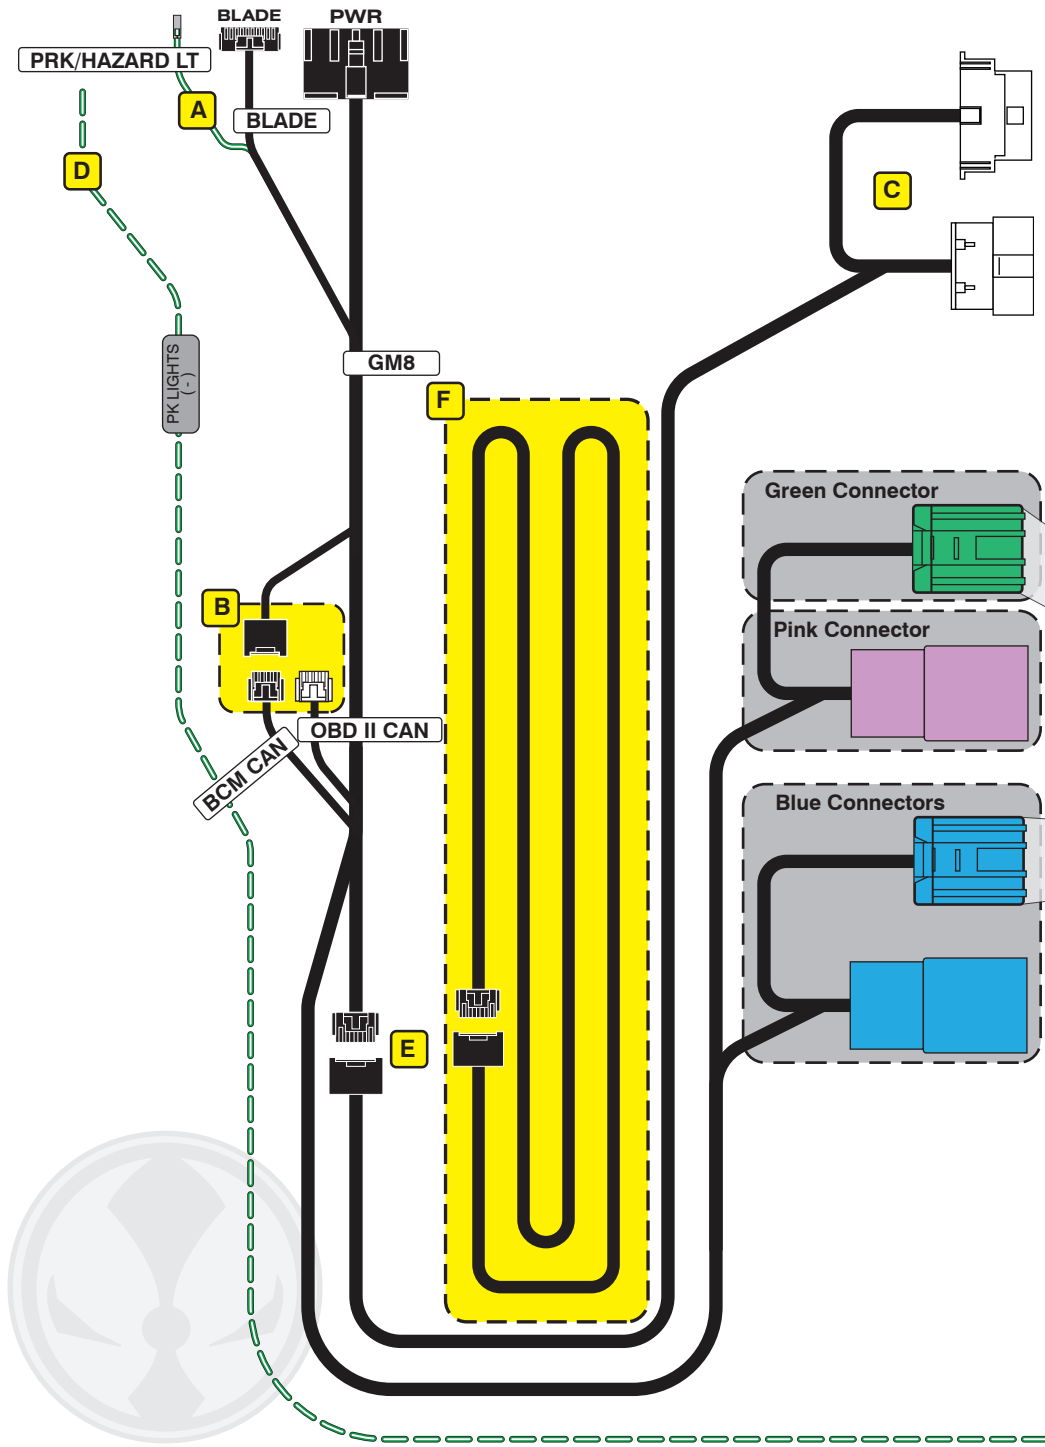 BLADE
PWR
PRK/HAZARD LT
A
BLADE
D
C
PK LIGHTS
( - )
GM8
F
Green Connector
B
Pink Connector
OBD II CAN
BCM CAN
Blue Connectors
E